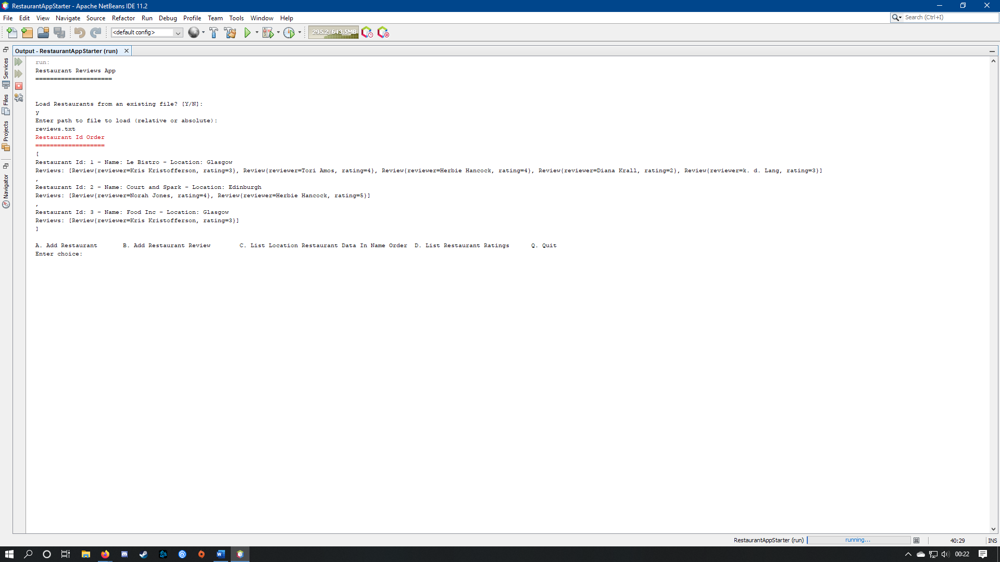 RestaurantAppStarter - Apache NetBeans IDE 11.2
File Edit View Navigate Source Refactor Run Debug Profile Team Tools Window Help
Search (Ctrl+I)
<default config>
295.2/643.5MB
Output - RestaurantAppStarter (run)
Services
Files
Projects
Navigator
run:
Restaurant Reviews App
=====================
Load Restaurants from an existing file? [Y/N]:
y
Enter path to file to load (relative or absolute):
reviews.txt
Restaurant Id Order
===================
[
Restaurant Id: 1 - Name: Le Bistro - Location: Glasgow
Reviews: [Review{reviewer=Kris Kristofferson, rating=3}, Review{reviewer=Tori Amos, rating=4}, Review{reviewer=Herbie Hancock, rating=4}, Review{reviewer=Diana Krall, rating=2}, Review{reviewer=k. d. Lang, rating=3}]
,
Restaurant Id: 2 - Name: Court and Spark - Location: Edinburgh
Reviews: [Review{reviewer=Norah Jones, rating=4}, Review{reviewer=Herbie Hancock, rating=5}]
,
Restaurant Id: 3 - Name: Food Inc - Location: Glasgow
Reviews: [Review{reviewer=Kris Kristofferson, rating=3}]
]
A. Add Restaurant B. Add Restaurant Review C. List Location Restaurant Data In Name Order D. List Restaurant Ratings Q. Quit
Enter choice:
RestaurantAppStarter (run) running... 40:29 INS
00:22